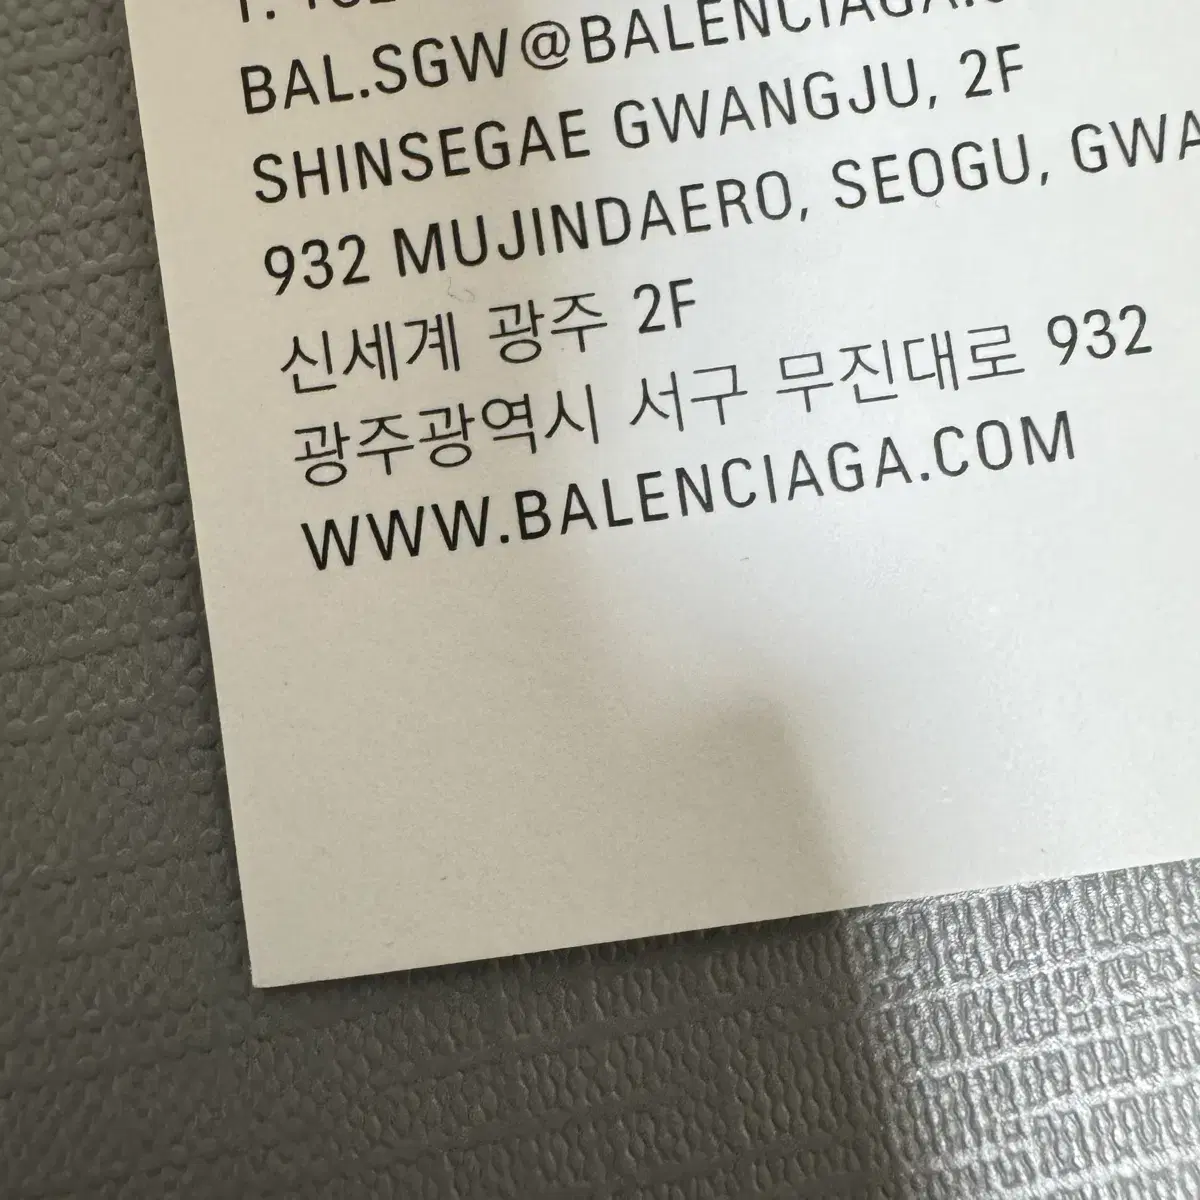 BAL.SGW@BALENCIAGA.
SHINSEGAE GWANGJU, 2F
932 MUJINDAERO, SEOGU, GWA
신세계 광주 2F
광주광역시 서구 무진대로 932
WWW.BALENCIAGA.COM